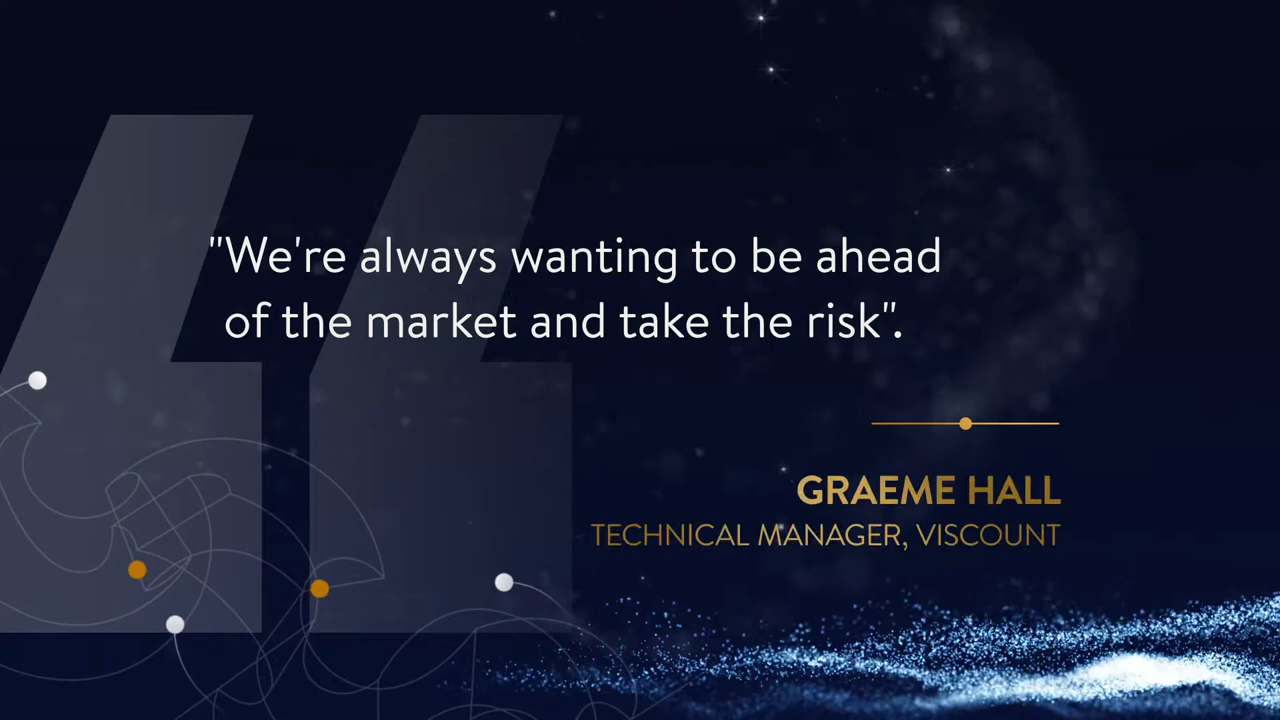 "We're always wanting to be ahead
of the market and take the risk".
GRAEME HALL
TECHNICAL MANAGER, VISCOUNT